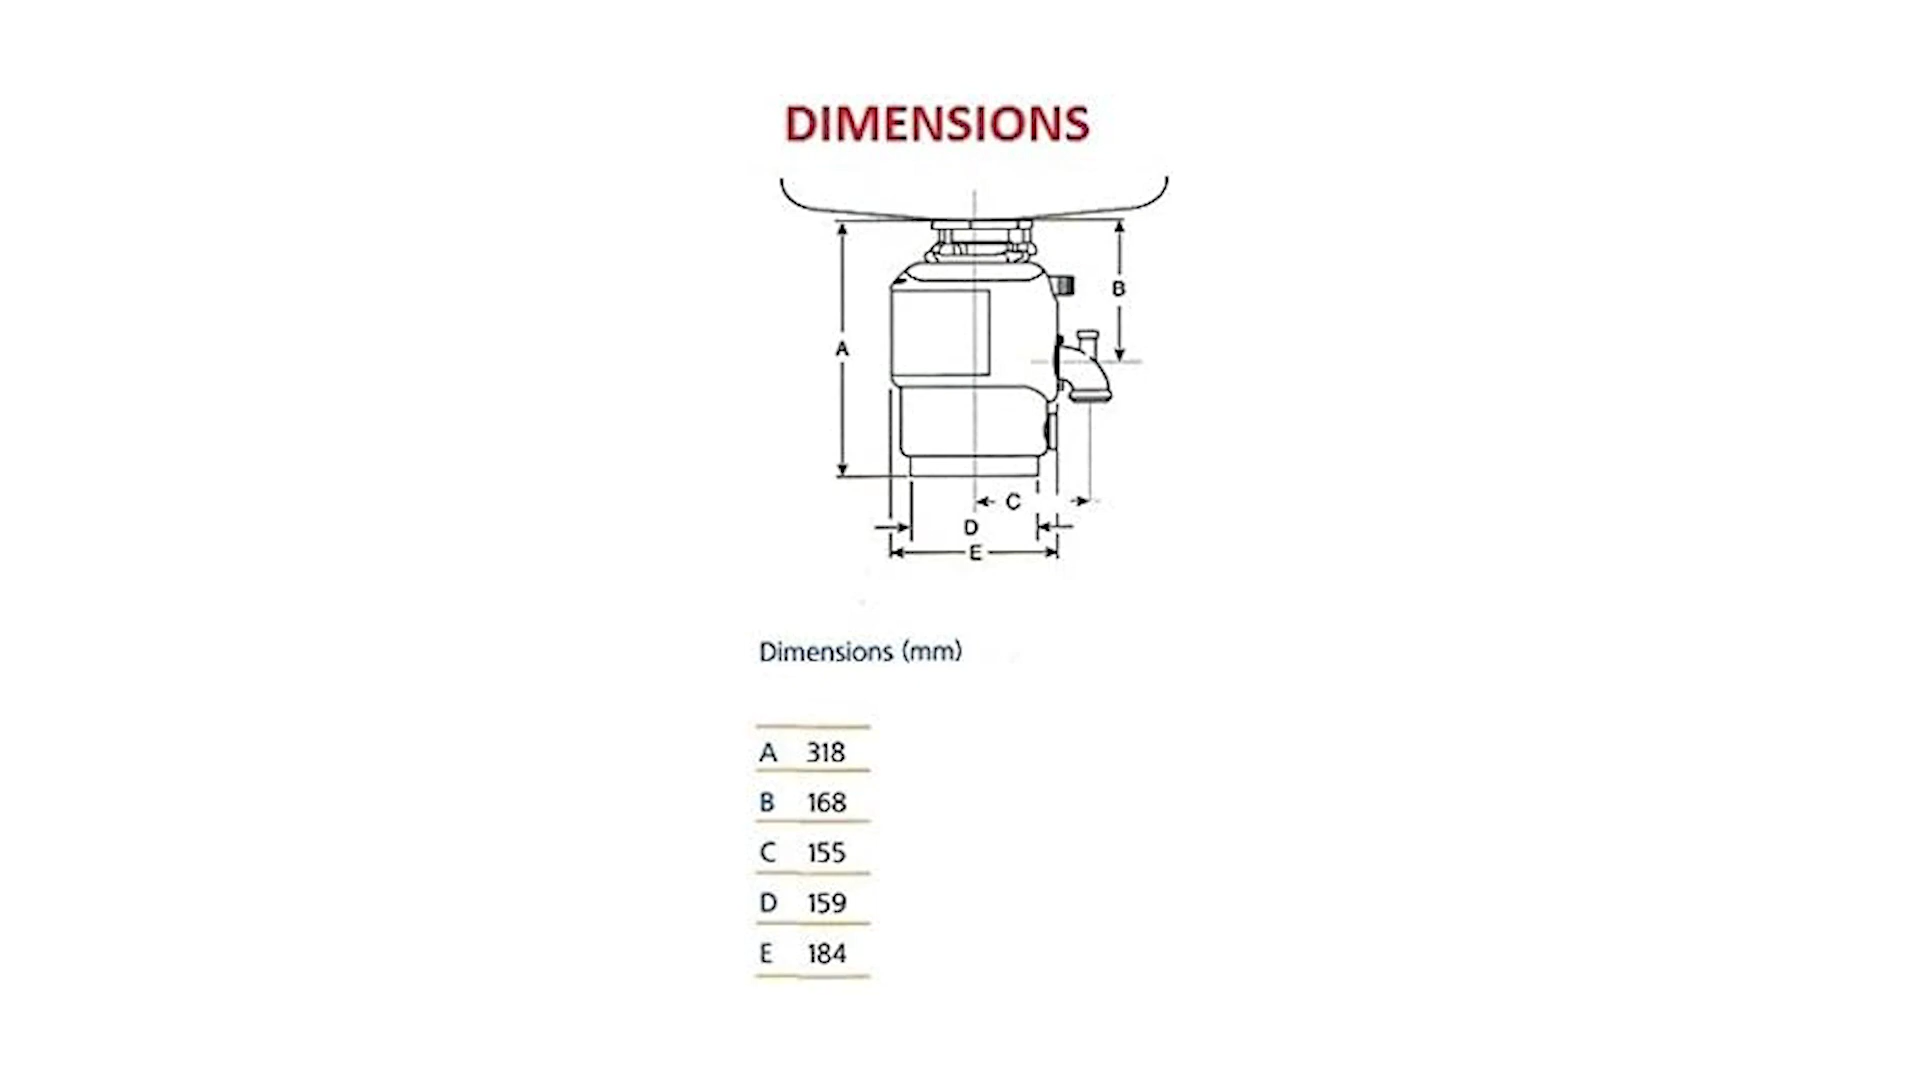 DIMENSIONS
B
A
C
D
E
Dimensions (mm)
A 318
B 168
C 155
D 159
E 184